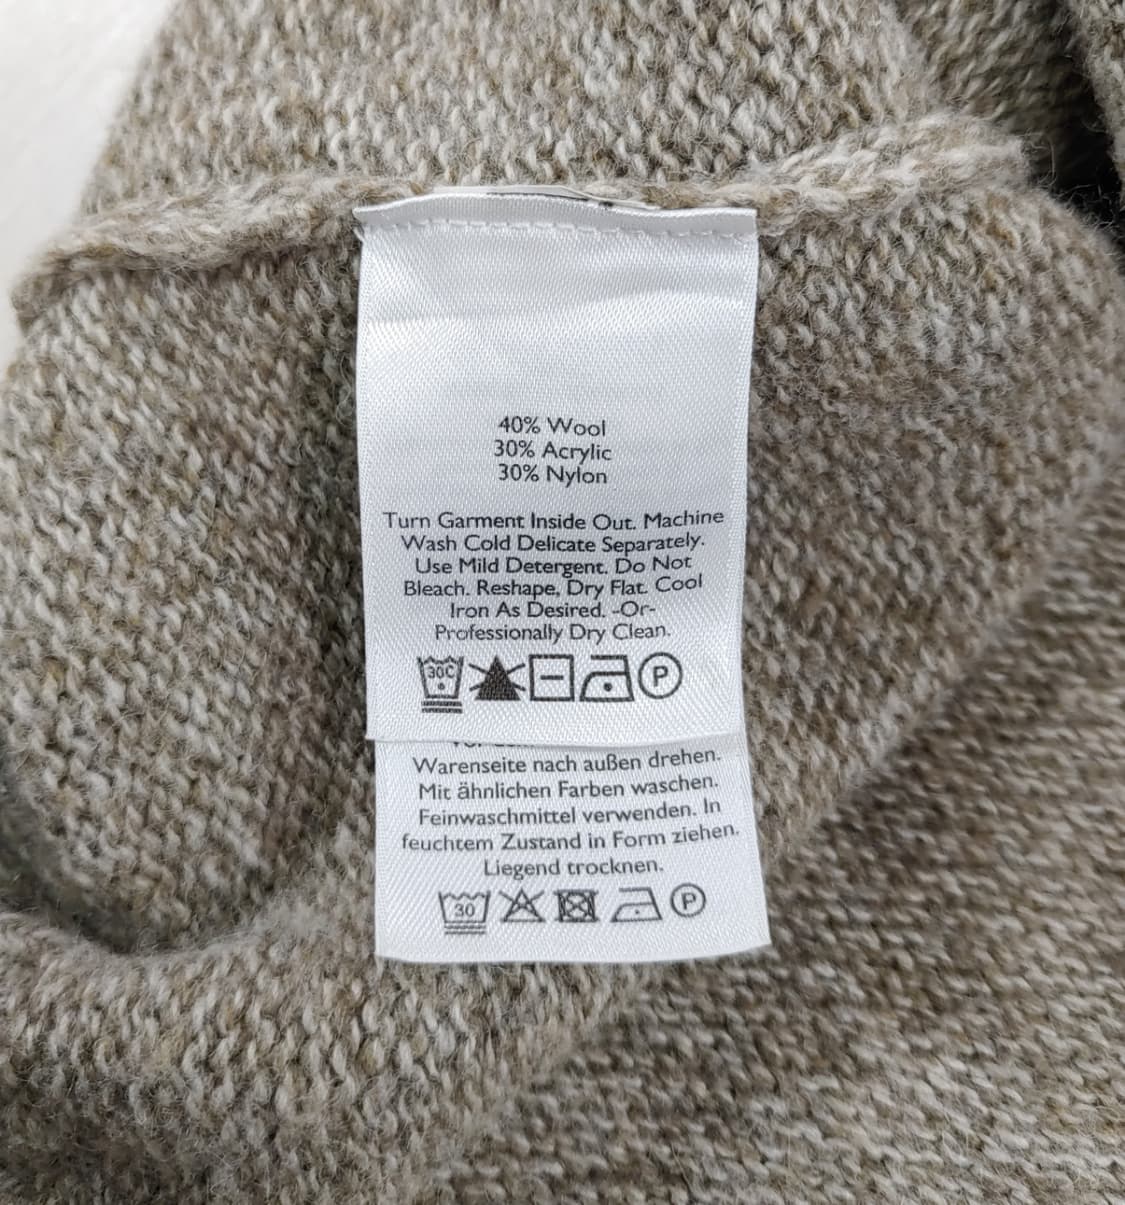 40% Wool
30% Acrylic
30% Nylon
Turn Garment Inside Out. Machine
Wash Cold Delicate Separately.
Use Mild Detergent. Do Not
Bleach. Reshape, Dry Flat. Cool
Iron As Desired. -Or-
Professionally Dry Clean.
30C P
Warenseite nach außen drehen.
Mit ähnlichen Farben waschen.
Feinwaschmittel verwenden. In
feuchtem Zustand in Form ziehen.
Liegend trocknen.
30 P